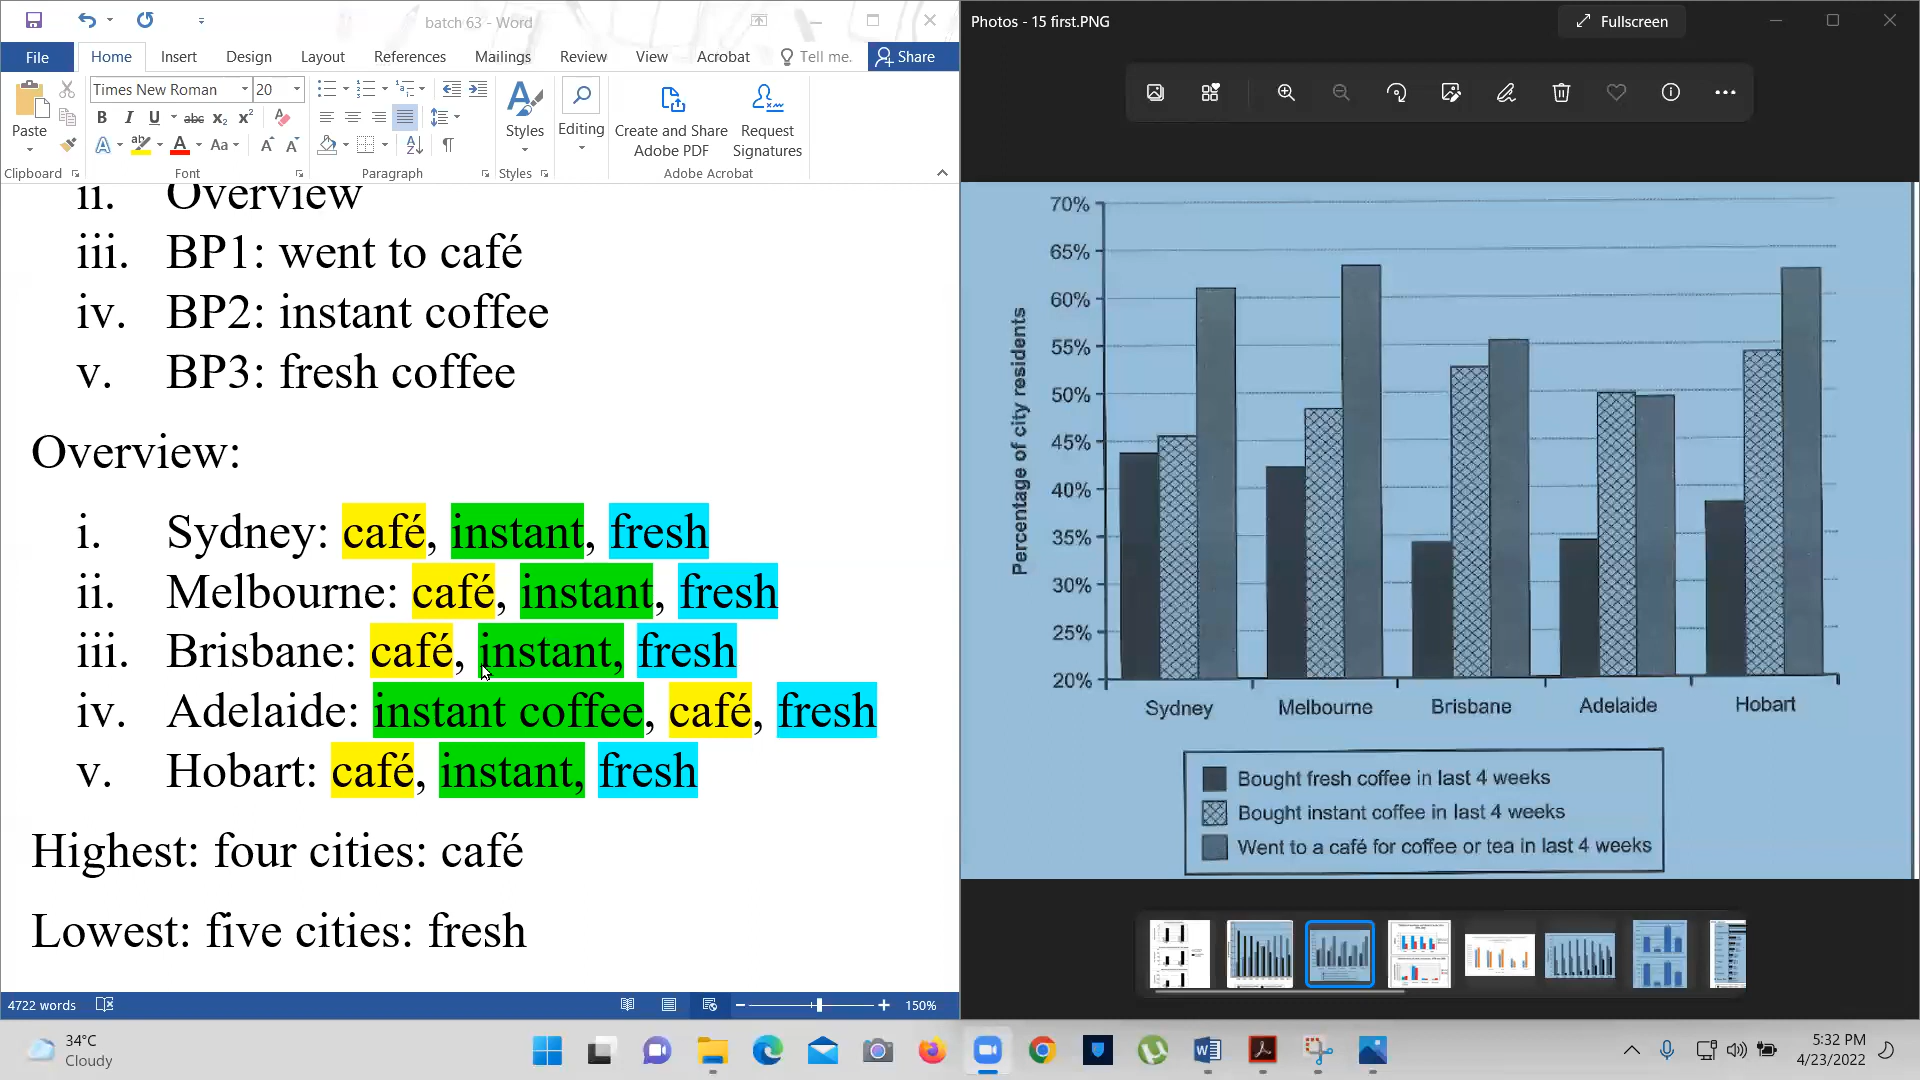 batch 63 - Word
File Home Insert Design Layout References Mailings Review View Acrobat Tell me. Share
Times New Roman 20
Paste
Styles
Editing
Create and Share Adobe PDF
Request Signatures
Clipboard Font Paragraph Styles Adobe Acrobat
ii. Overview
iii. BP1: went to café
iv. BP2: instant coffee
v. BP3: fresh coffee
Overview:
i. Sydney: café, instant, fresh
ii. Melbourne: café, instant, fresh
iii. Brisbane: café, instant, fresh
iv. Adelaide: instant coffee, café, fresh
v. Hobart: café, instant, fresh
Highest: four cities: café
Lowest: five cities: fresh
4722 words
150%
Photos - 15 first.PNG
Fullscreen
Percentage of city residents
70%
65%
60%
55%
50%
45%
40%
35%
30%
25%
20%
Sydney Melbourne Brisbane Adelaide Hobart
Bought fresh coffee in last 4 weeks
Bought instant coffee in last 4 weeks
Went to a café for coffee or tea in last 4 weeks
34°C
Cloudy
5:32 PM
4/23/2022